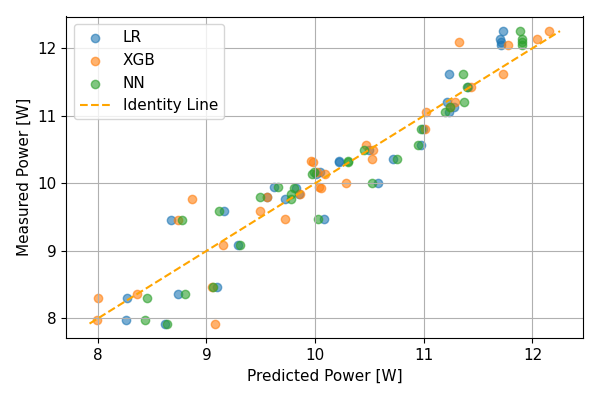 LR
XGB
NN
Identity Line
Measured Power [W]
12
11
10
9
8
8
9
10
11
12
Predicted Power [W]